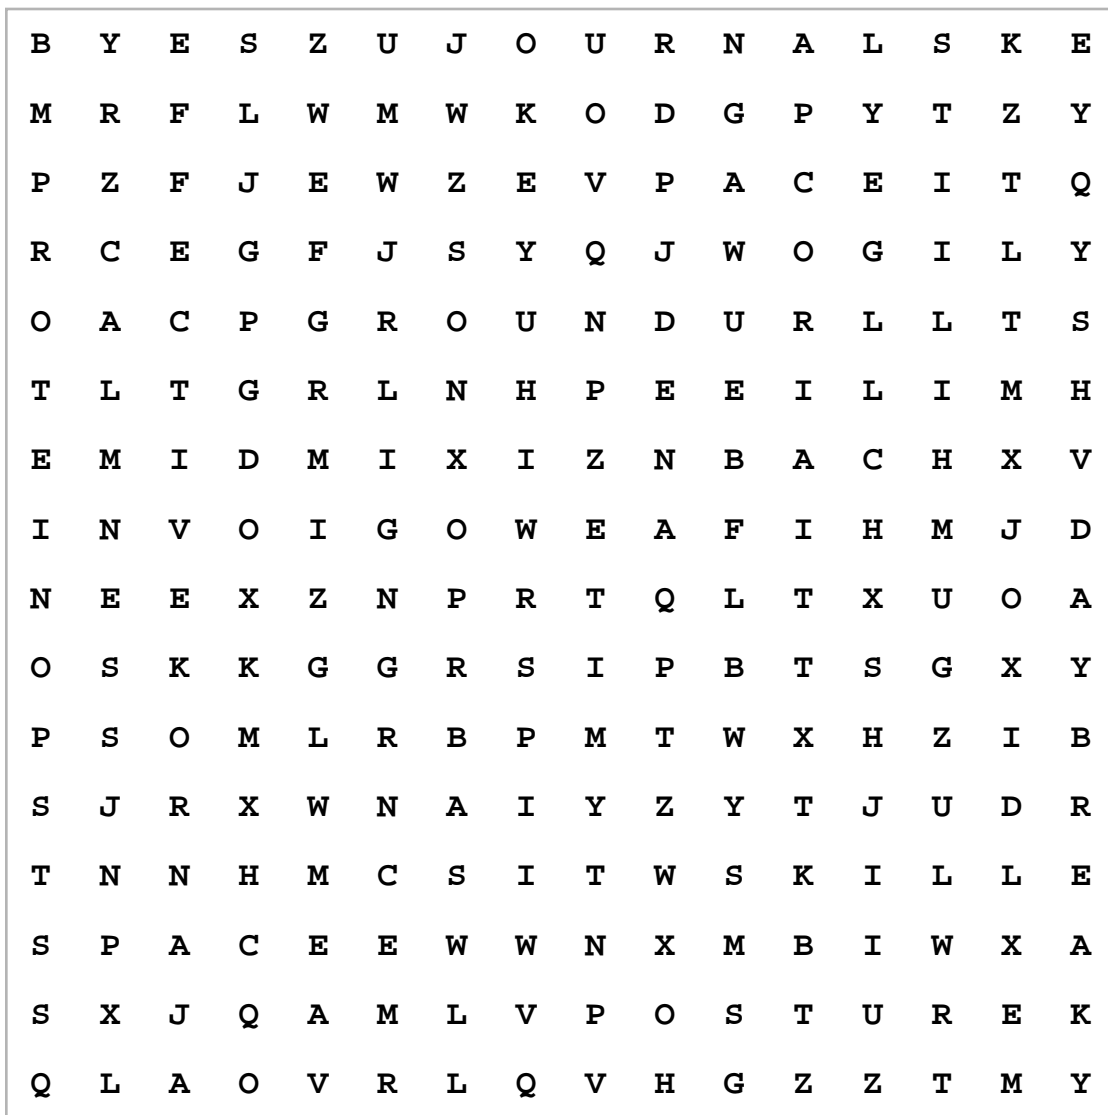 B Y E S Z U J O U R N A L S K E
M R F L W M W K O D G P Y T Z Y
P Z F J E W Z E V P A C E I T Q
R C E G F J S Y Q J W O G I L Y
O A C P G R O U N D U R L L T S
T L T G R L N H P E E I L I M H
E M I D M I X I Z N B A C H X V
I N V O I G O W E A F I H M J D
N E E X Z N P R T Q L T X U O A
O S K K G G R S I P B T S G X Y
P S O M L R B P M T W X H Z I B
S J R X W N A I Y Z Y T J U D R
T N N H M C S I T W S K I L L E
S P A C E E W W N X M B I W X A
S X J Q A M L V P O S T U R E K
Q L A O V R L Q V H G Z Z T M Y